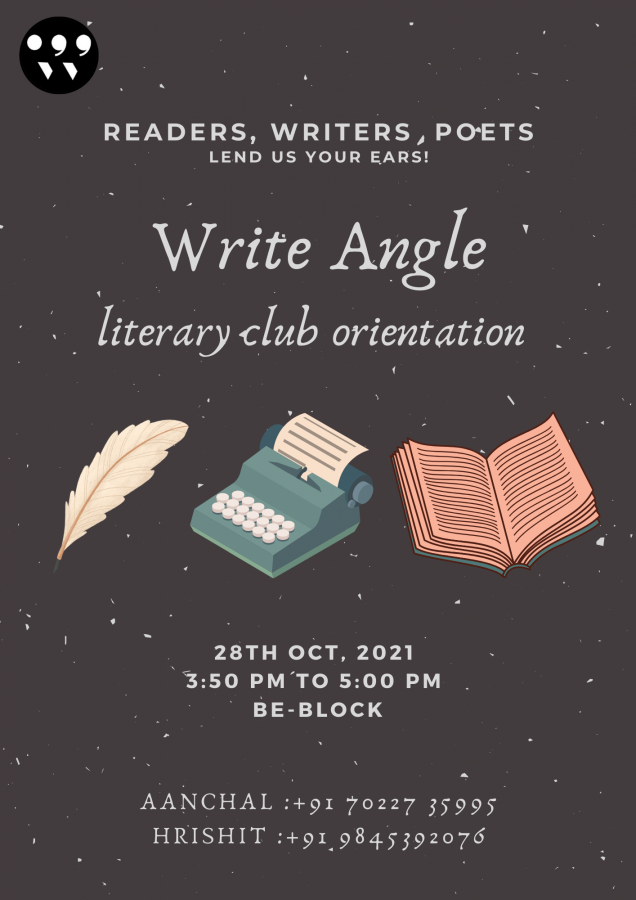 READERS, WRITERS, POETS
LEND US YOUR EARS!
Write Angle
literary club orientation
28TH OCT, 2021
3:50 PM TO 5:00 PM
BE-BLOCK
AANCHAL :+91 70227 35995
HRISHIT :+91 9845392076